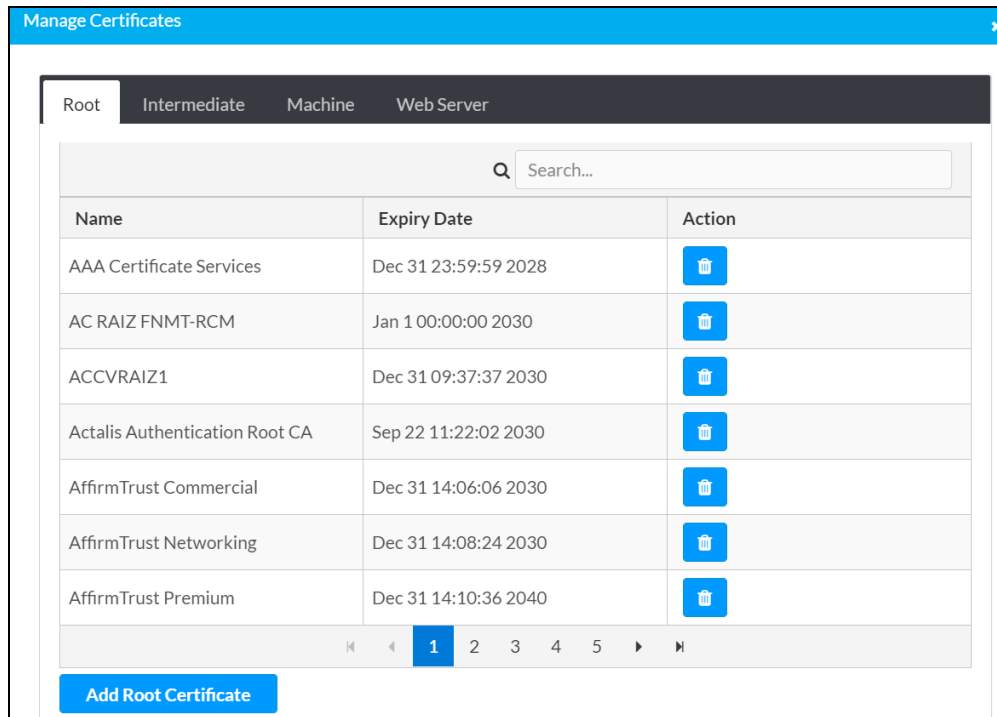 Manage Certificates
Root Intermediate Machine Web Server
Search...
Name Expiry Date Action
AAA Certificate Services Dec 31 23:59:59 2028
AC RAIZ FNMT-RCM Jan 1 00:00:00 2030
ACCVRAIZ1 Dec 31 09:37:37 2030
Actalis Authentication Root CA Sep 22 11:22:02 2030
AffirmTrust Commercial Dec 31 14:06:06 2030
AffirmTrust Networking Dec 31 14:08:24 2030
AffirmTrust Premium Dec 31 14:10:36 2040
1 2 3 4 5
Add Root Certificate